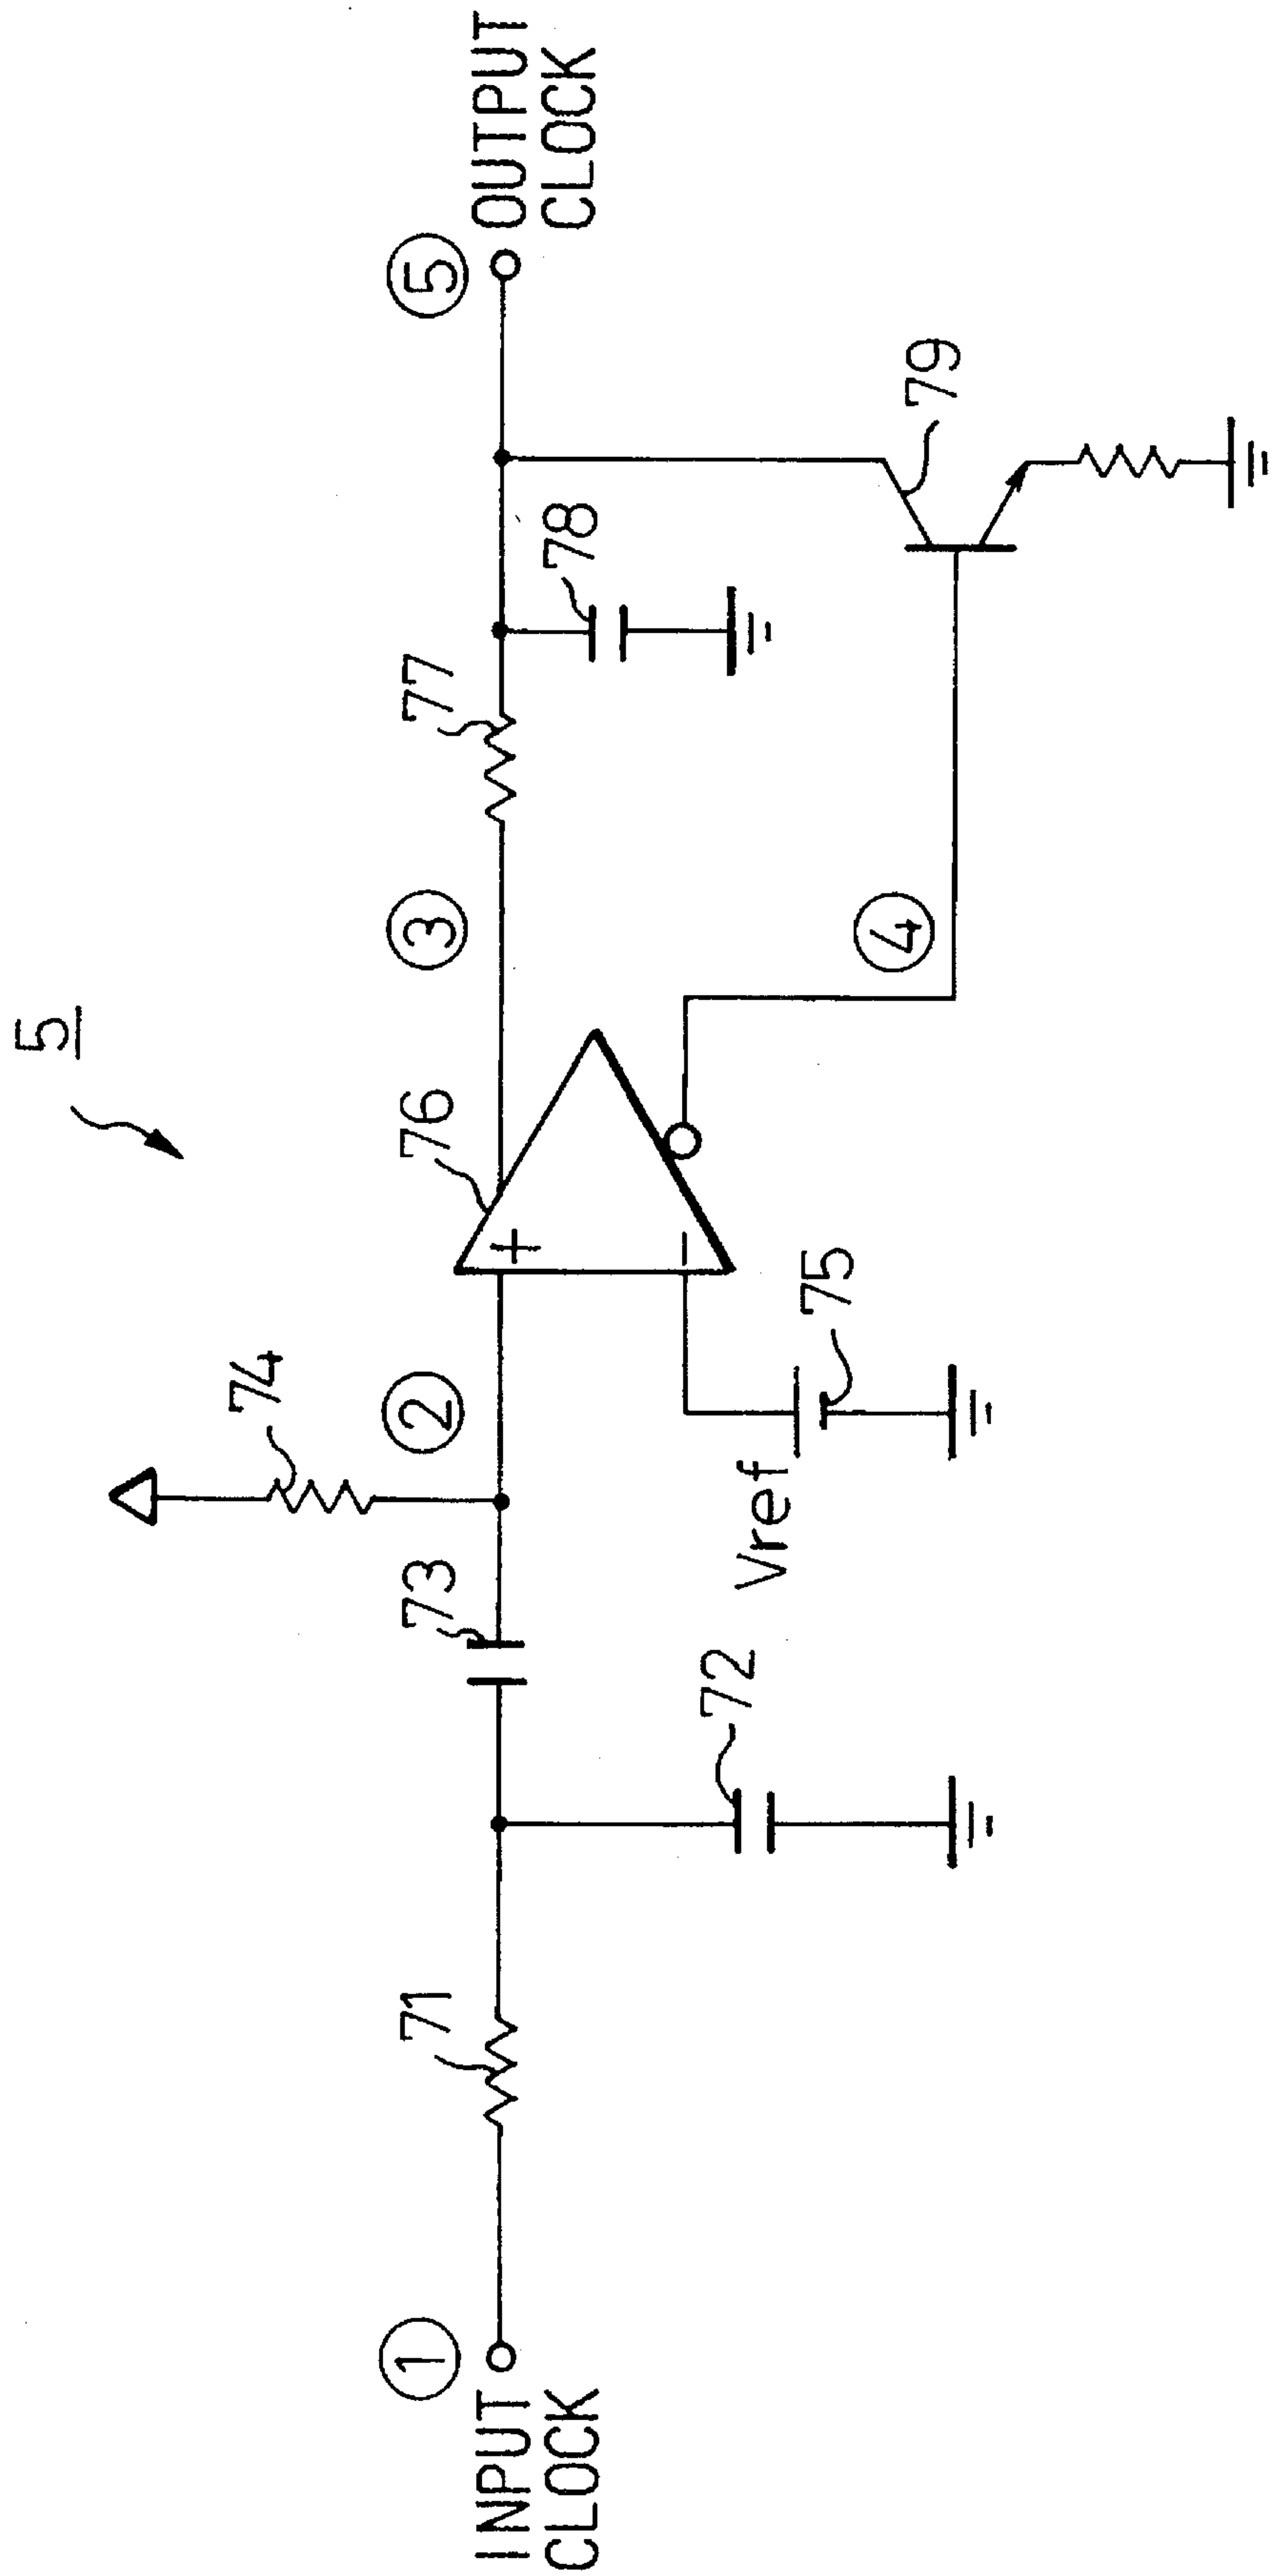 5
① INPUT
CLOCK
71
72
73
74
②
Vref
75
76
③
④
77
78
79
⑤ OUTPUT
CLOCK